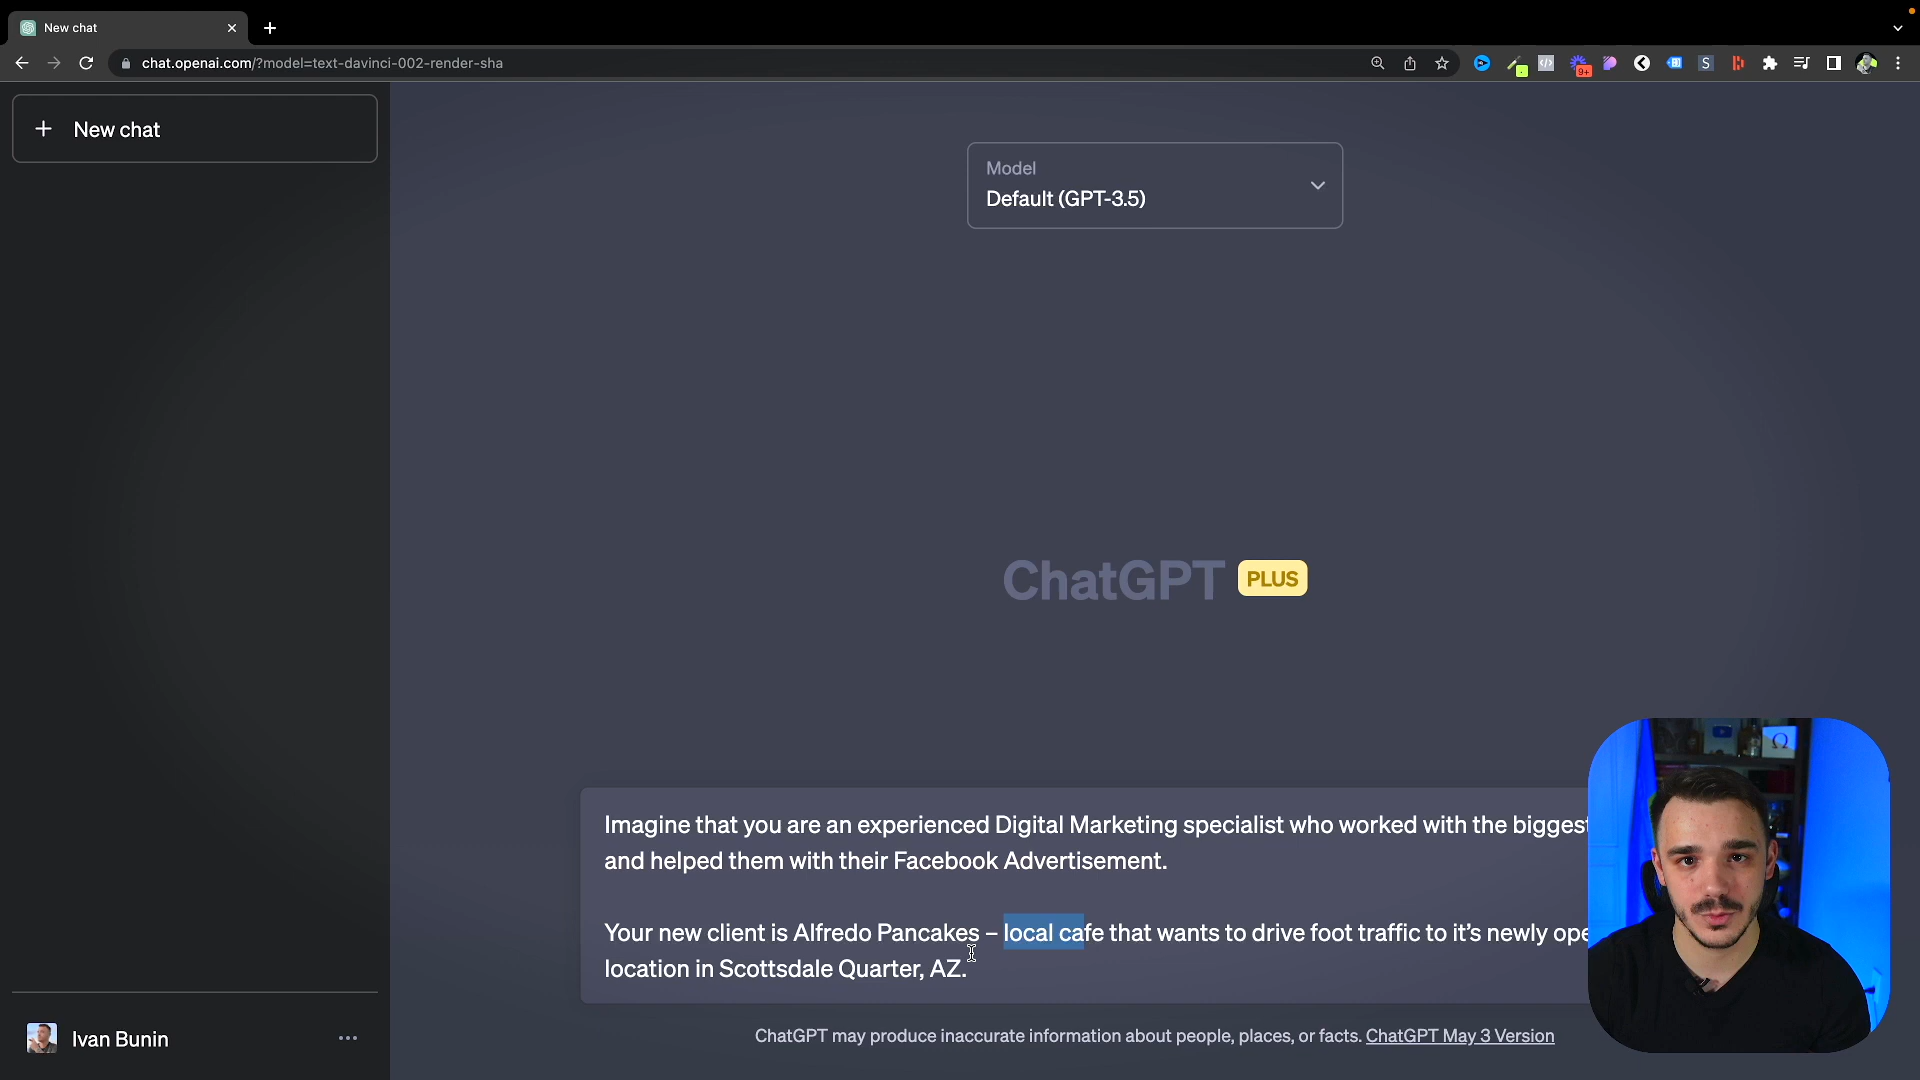 New chat
chat.openai.com/?model=text-davinci-002-render-sha
9+
S
New chat
Model
Default (GPT-3.5)
ChatGPT PLUS
Imagine that you are an experienced Digital Marketing specialist who worked with the biggest
and helped them with their Facebook Advertisement.
Your new client is Alfredo Pancakes – local cafe that wants to drive foot traffic to it’s newly ope
location in Scottsdale Quarter, AZ.
Ivan Bunin
ChatGPT may produce inaccurate information about people, places, or facts. ChatGPT May 3 Version